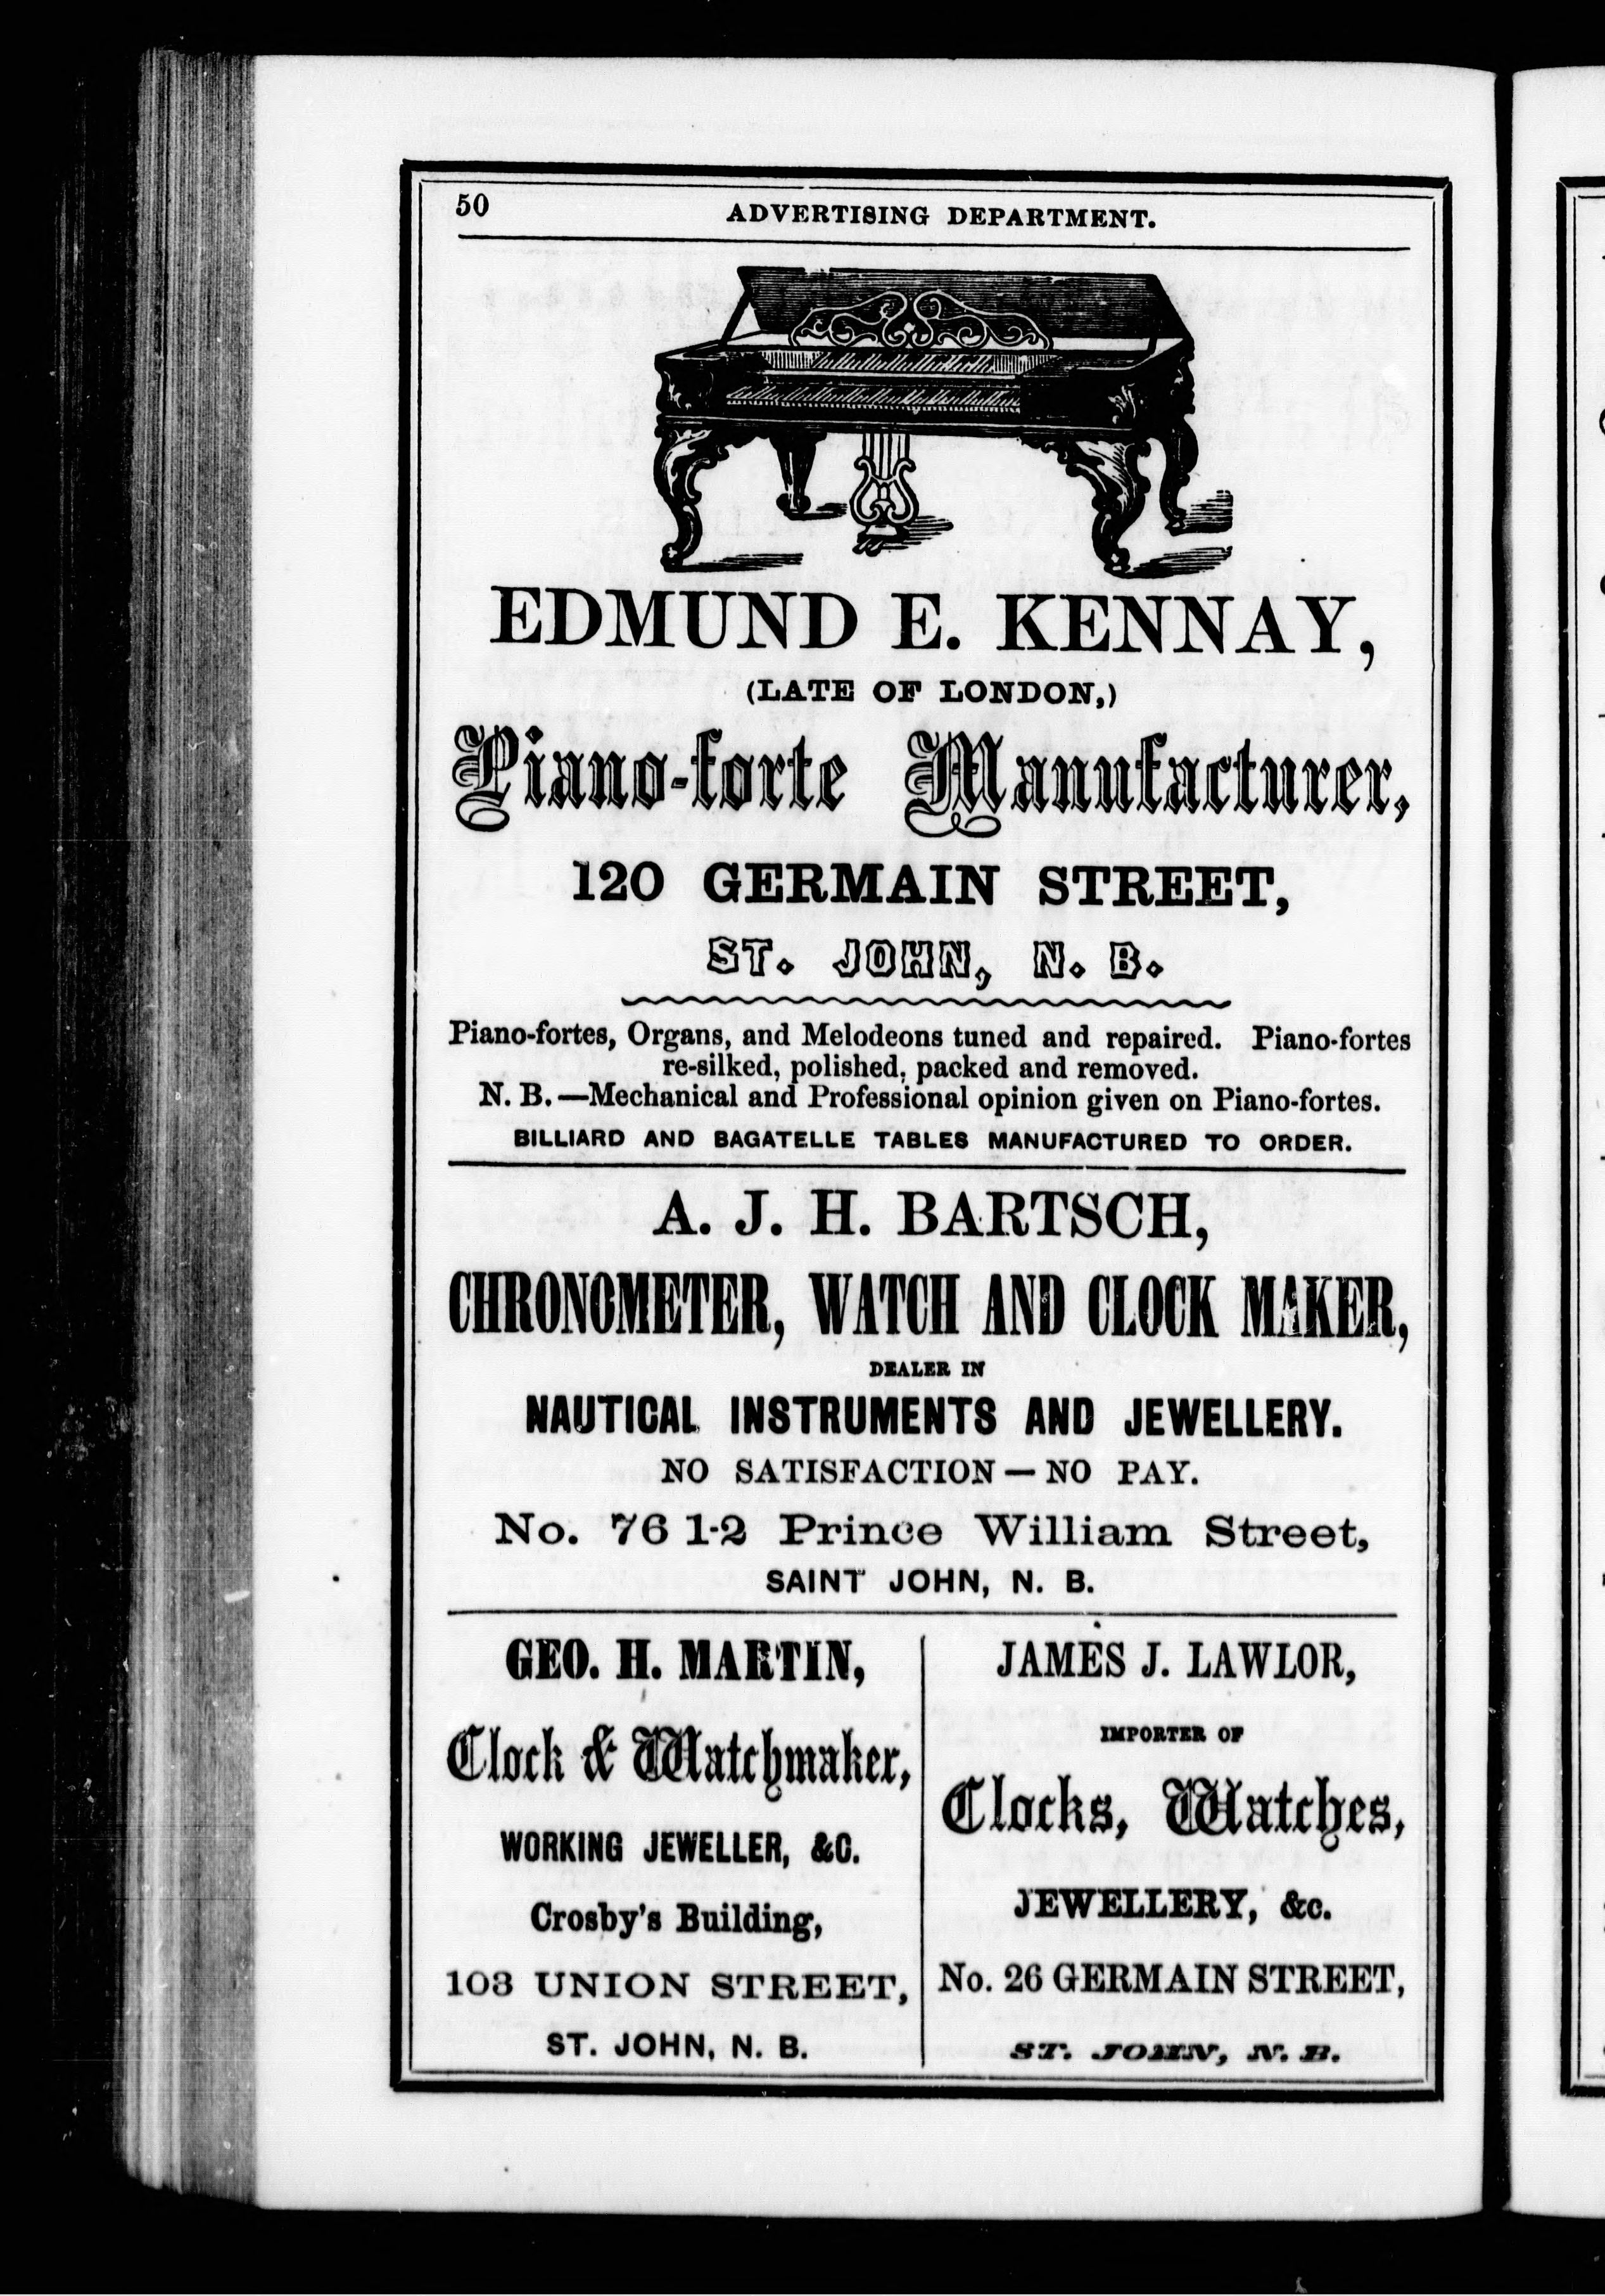 50
ADVERTISING DEPARTMENT.
EDMUND E. KENNAY,
(LATE OF LONDON,)
Piano-forte Manufacturer,
120 GERMAIN STREET,
ST. JOHN, N. B.
Piano-fortes, Organs, and Melodeons tuned and repaired. Piano-fortes
re-silked, polished, packed and removed.
N. B.—Mechanical and Professional opinion given on Piano-fortes.
BILLIARD AND BAGATELLE TABLES MANUFACTURED TO ORDER.
A. J. H. BARTSCH,
CHRONOMETER, WATCH AND CLOCK MAKER,
DEALER IN
NAUTICAL INSTRUMENTS AND JEWELLERY.
NO SATISFACTION — NO PAY.
No. 76 1-2 Prince William Street,
SAINT JOHN, N. B.
GEO. H. MARTIN,
Clock & Watchmaker,
WORKING JEWELLER, &C.
Crosby's Building,
103 UNION STREET,
ST. JOHN, N. B.
JAMES J. LAWLOR,
IMPORTER OF
Clocks, Watches,
JEWELLERY, &c.
No. 26 GERMAIN STREET,
ST. JOHN, N. B.